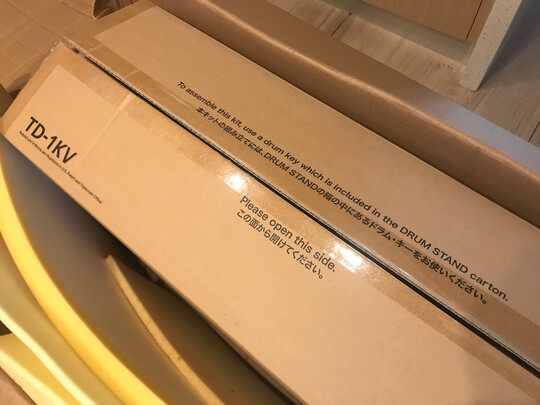 To assemble this kit, use a drum key which is included in the DRUM STAND carton.
本キットの組み立てには、DRUM STANDの箱の中にあるドラム・キーをお使いください。
TD-1KV
Please open this side.
この面から開けてください。